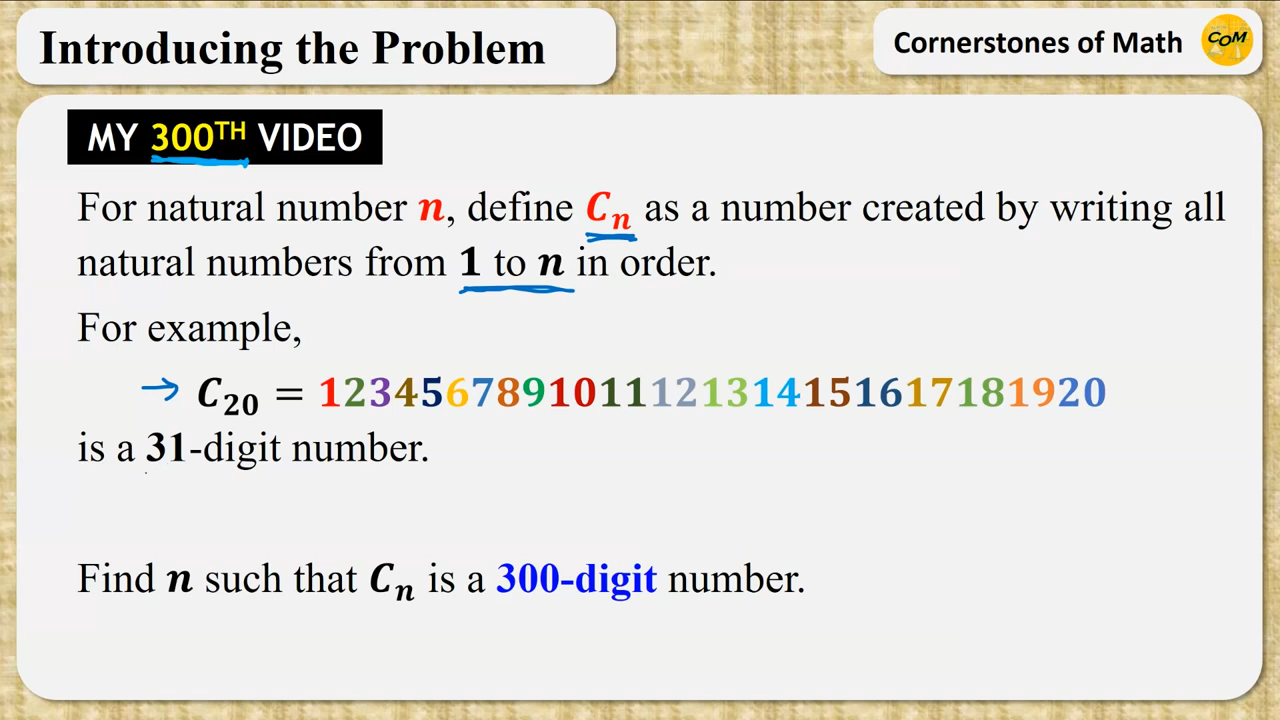 Introducing the Problem
Cornerstones of Math
COM
MY 300TH VIDEO
For natural number n, define Cn as a number created by writing all
natural numbers from 1 to n in order.
For example,
→ C20 = 1234567891011121314151617181920
is a 31-digit number.
Find n such that Cn is a 300-digit number.